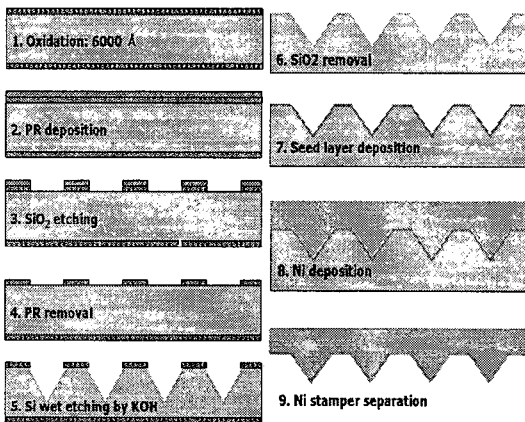 1. Oxidation: 6000 Å
2. PR deposition
3. SiO₂ etching
4. PR removal
5. Si wet etching by KOH
6. SiO2 removal
7. Seed layer deposition
8. Ni deposition
9. Ni stamper separation